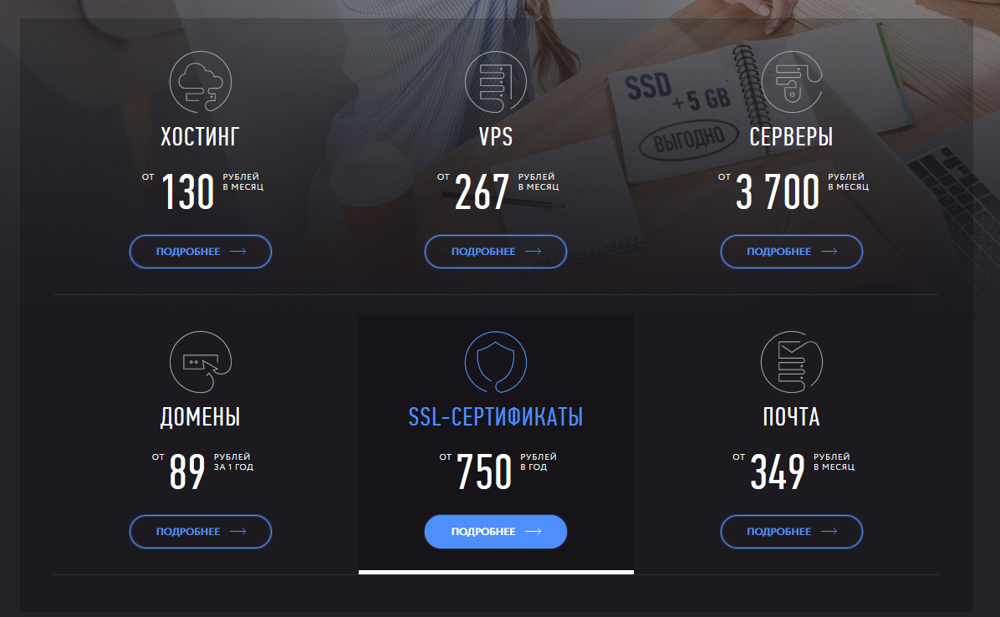 SSD
+5 GB
ВЫГОДНО
ХОСТИНГ
ОТ 130 РУБЛЕЙ
В МЕСЯЦ
ПОДРОБНЕЕ
VPS
ОТ 267 РУБЛЕЙ
В МЕСЯЦ
ПОДРОБНЕЕ
СЕРВЕРЫ
ОТ 3 700 РУБЛЕЙ
В МЕСЯЦ
ПОДРОБНЕЕ
ДОМЕНЫ
ОТ 89 РУБЛЕЙ
ЗА 1 ГОД
ПОДРОБНЕЕ
SSL-СЕРТИФИКАТЫ
ОТ 750 РУБЛЕЙ
В ГОД
ПОДРОБНЕЕ
ПОЧТА
ОТ 349 РУБЛЕЙ
В МЕСЯЦ
ПОДРОБНЕЕ